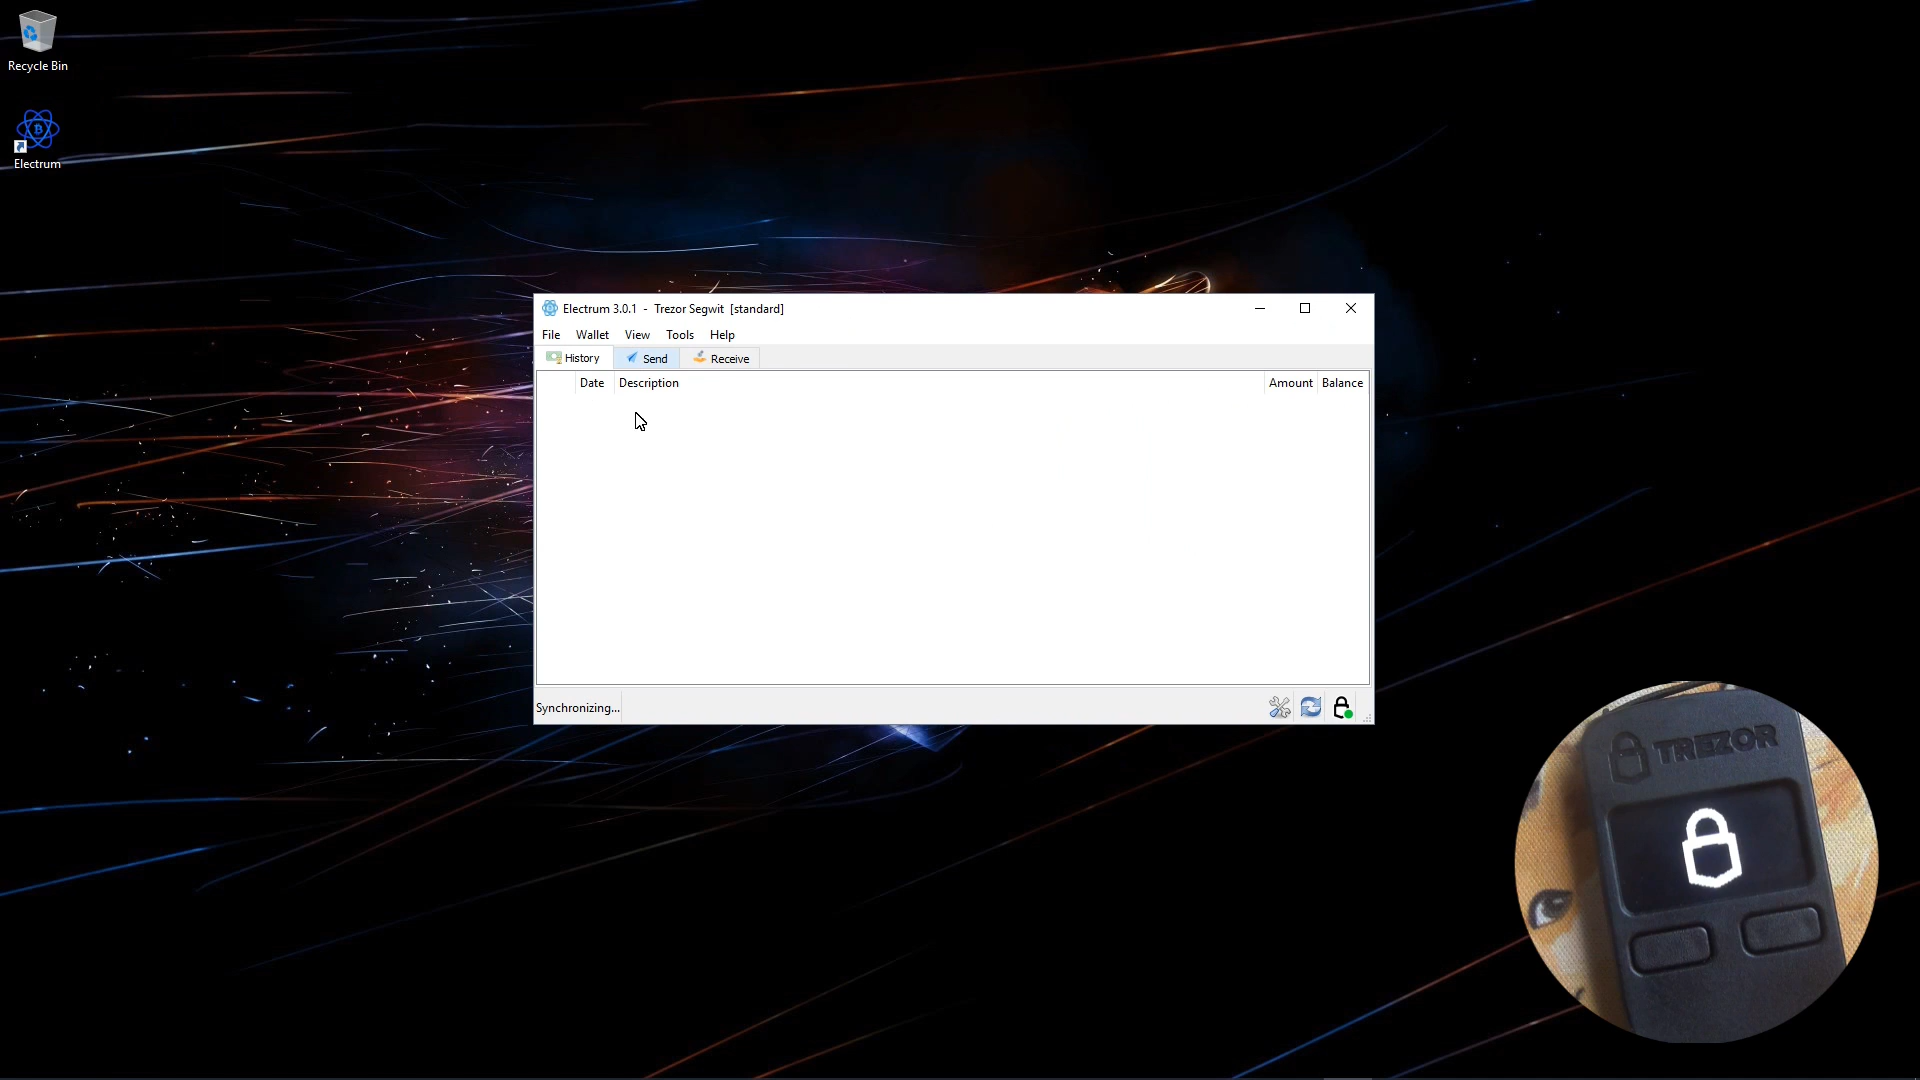 Recycle Bin
Electrum
Electrum 3.0.1 - Trezor Segwit [standard]
File Wallet View Tools Help
History Send Receive
Date Description Amount Balance
Synchronizing...
TREZOR